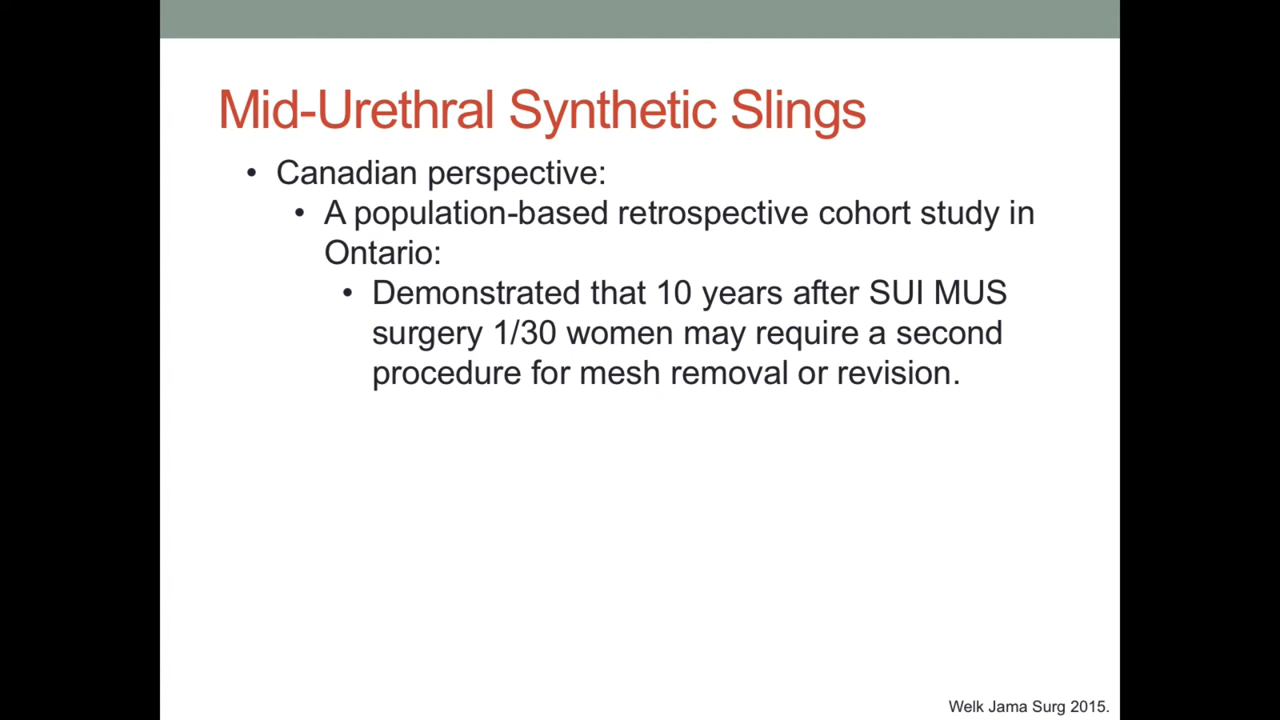 Mid-Urethral Synthetic Slings
• Canadian perspective:
• A population-based retrospective cohort study in
Ontario:
• Demonstrated that 10 years after SUI MUS
surgery 1/30 women may require a second
procedure for mesh removal or revision.
Welk Jama Surg 2015.